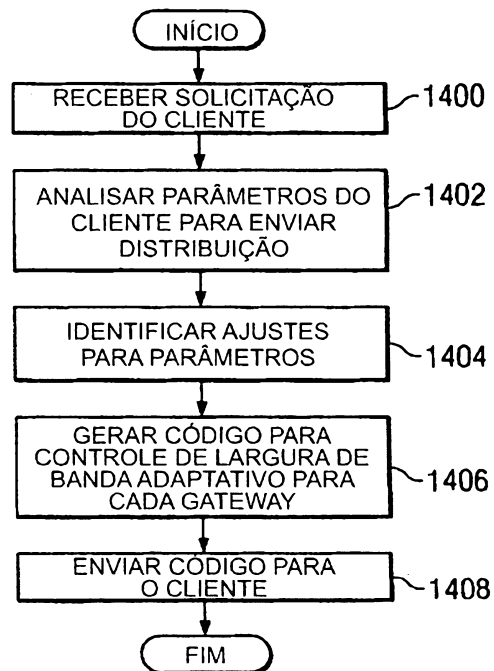 INÍCIO
RECEBER SOLICITAÇÃO
DO CLIENTE
1400
ANALISAR PARÂMETROS DO
CLIENTE PARA ENVIAR
DISTRIBUIÇÃO
1402
IDENTIFICAR AJUSTES
PARA PARÂMETROS
1404
GERAR CÓDIGO PARA
CONTROLE DE LARGURA DE
BANDA ADAPTATIVO PARA
CADA GATEWAY
1406
ENVIAR CÓDIGO PARA
O CLIENTE
1408
FIM